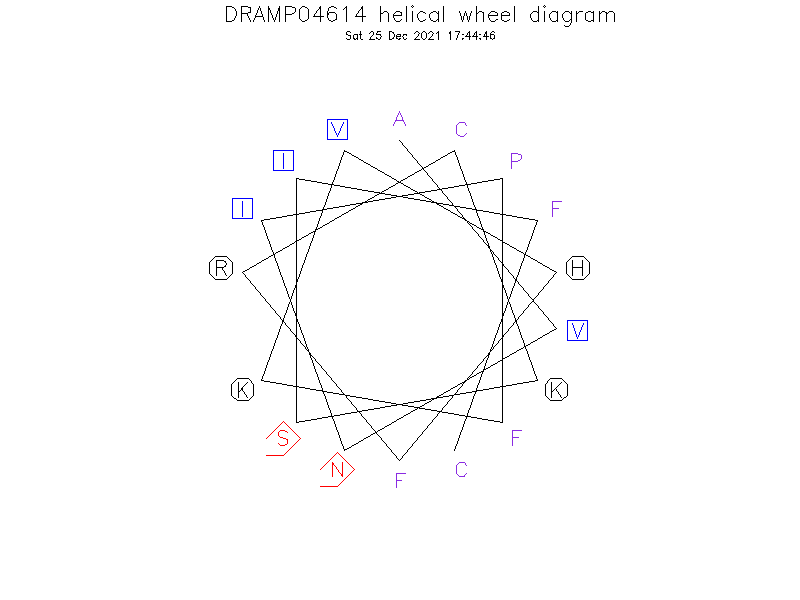 DRAMP04614 helical wheel diagram
Sat 25 Dec 2021 17:44:46
A
V C
I P
I F
R H
V
K K
S F
N C
F